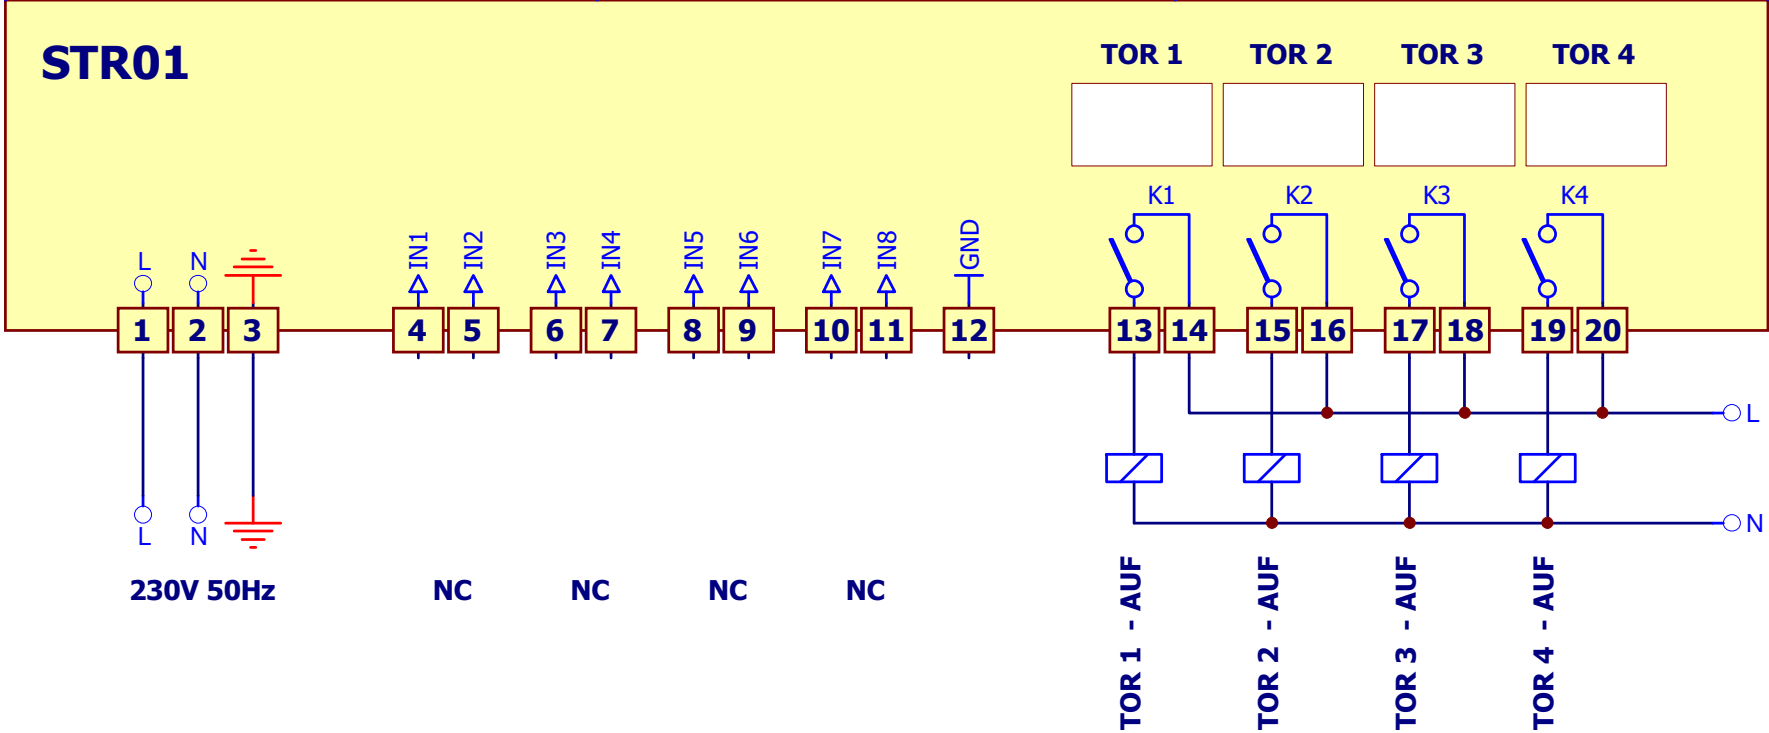 STR01
TOR 1 TOR 2 TOR 3 TOR 4
K1 K2 K3 K4
L N IN1 IN2 IN3 IN4 IN5 IN6 IN7 IN8 GND
1 2 3 4 5 6 7 8 9 10 11 12 13 14 15 16 17 18 19 20
L
L N N
230V 50Hz NC NC NC NC
TOR 1 - AUF
TOR 2 - AUF
TOR 3 - AUF
TOR 4 - AUF